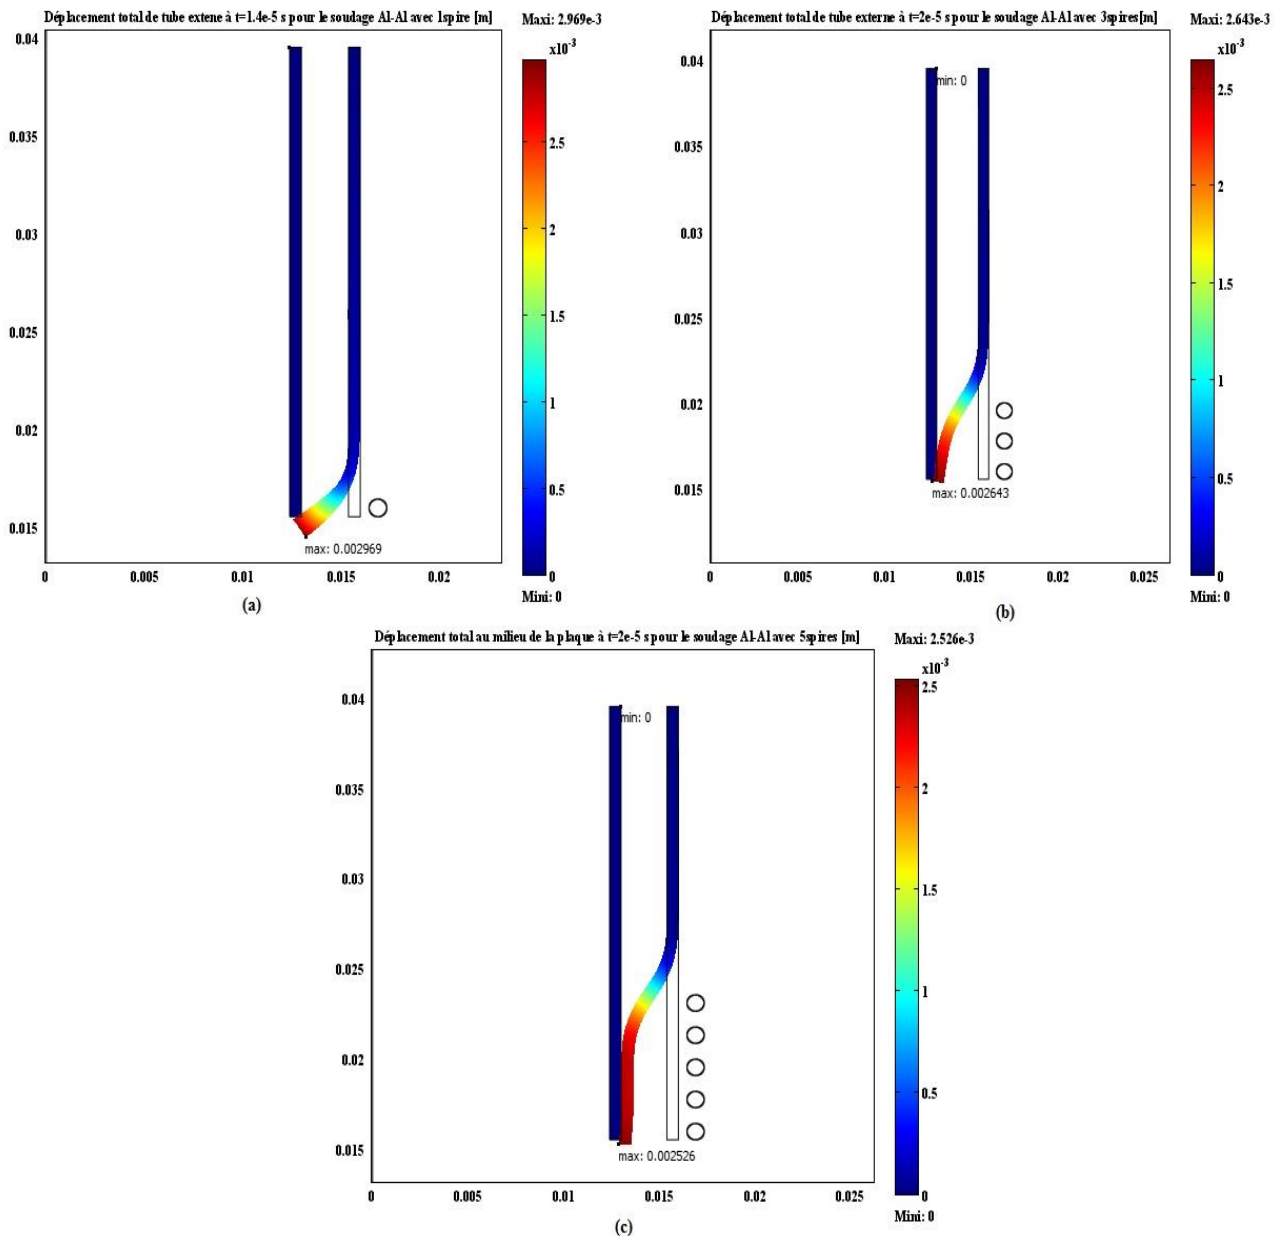 Déplacement total de tube extene à t=1.4e-5 s pour le soudage Al-Al avec 1spire [m]
Maxi: 2.969e-3
x10⁻³
0.04
0.035
0.03
0.025
0.02
0.015
0
0.005
0.01
0.015
0.02
max: 0.002969
2.5
2
1.5
1
0.5
0
Mini: 0
(a)
Déplacement total de tube externe à t=2e-5 s pour le soudage Al-Al avec 3spires[m]
Maxi: 2.643e-3
x10⁻³
0.04
0.035
0.03
0.025
0.02
0.015
0
0.005
0.01
0.015
0.02
0.025
min: 0
max: 0.002643
2.5
2
1.5
1
0.5
0
Mini: 0
(b)
Déplacement total au milieu de la plaque à t=2e-5 s pour le soudage Al-Al avec 5spires [m]
Maxi: 2.526e-3
x10⁻³
0.04
0.035
0.03
0.025
0.02
0.015
0
0.005
0.01
0.015
0.02
0.025
min: 0
max: 0.002526
2.5
2
1.5
1
0.5
0
Mini: 0
(c)